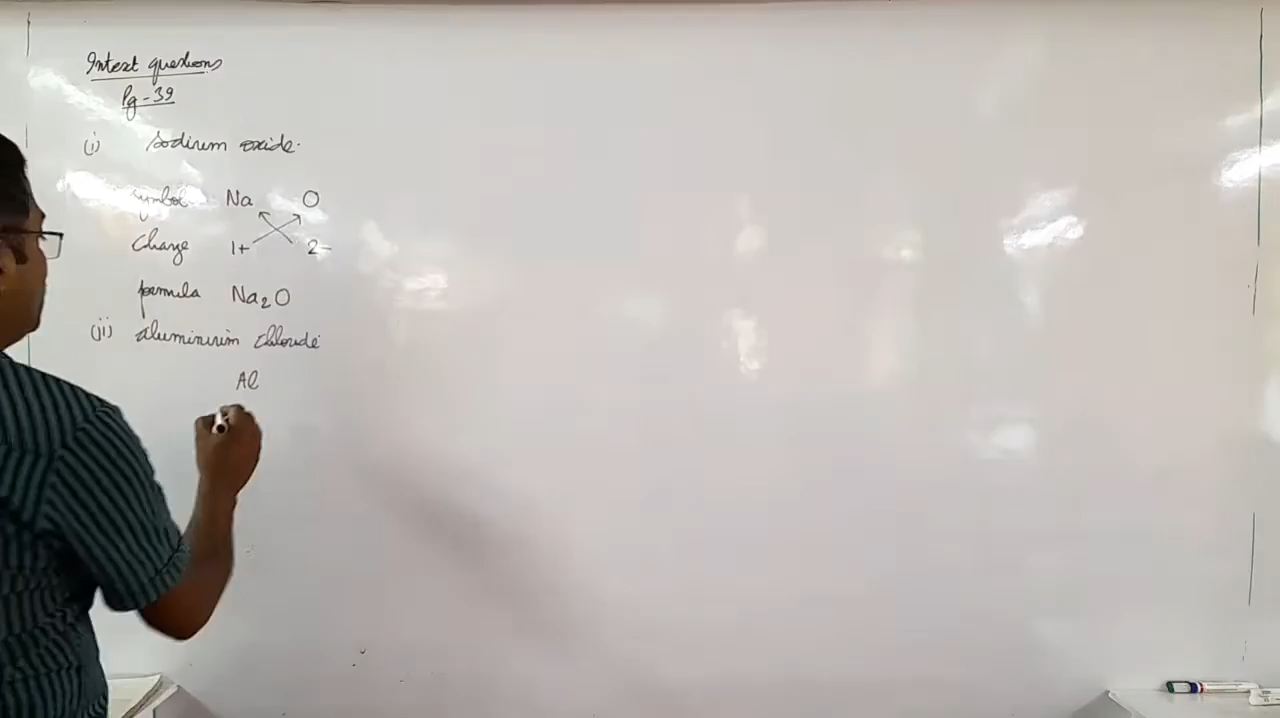 Intext questions
Pg-39
(i) sodium oxide.
symbol Na O
charge 1+ 2-
formula Na₂O
(ii) aluminium chloride
Al